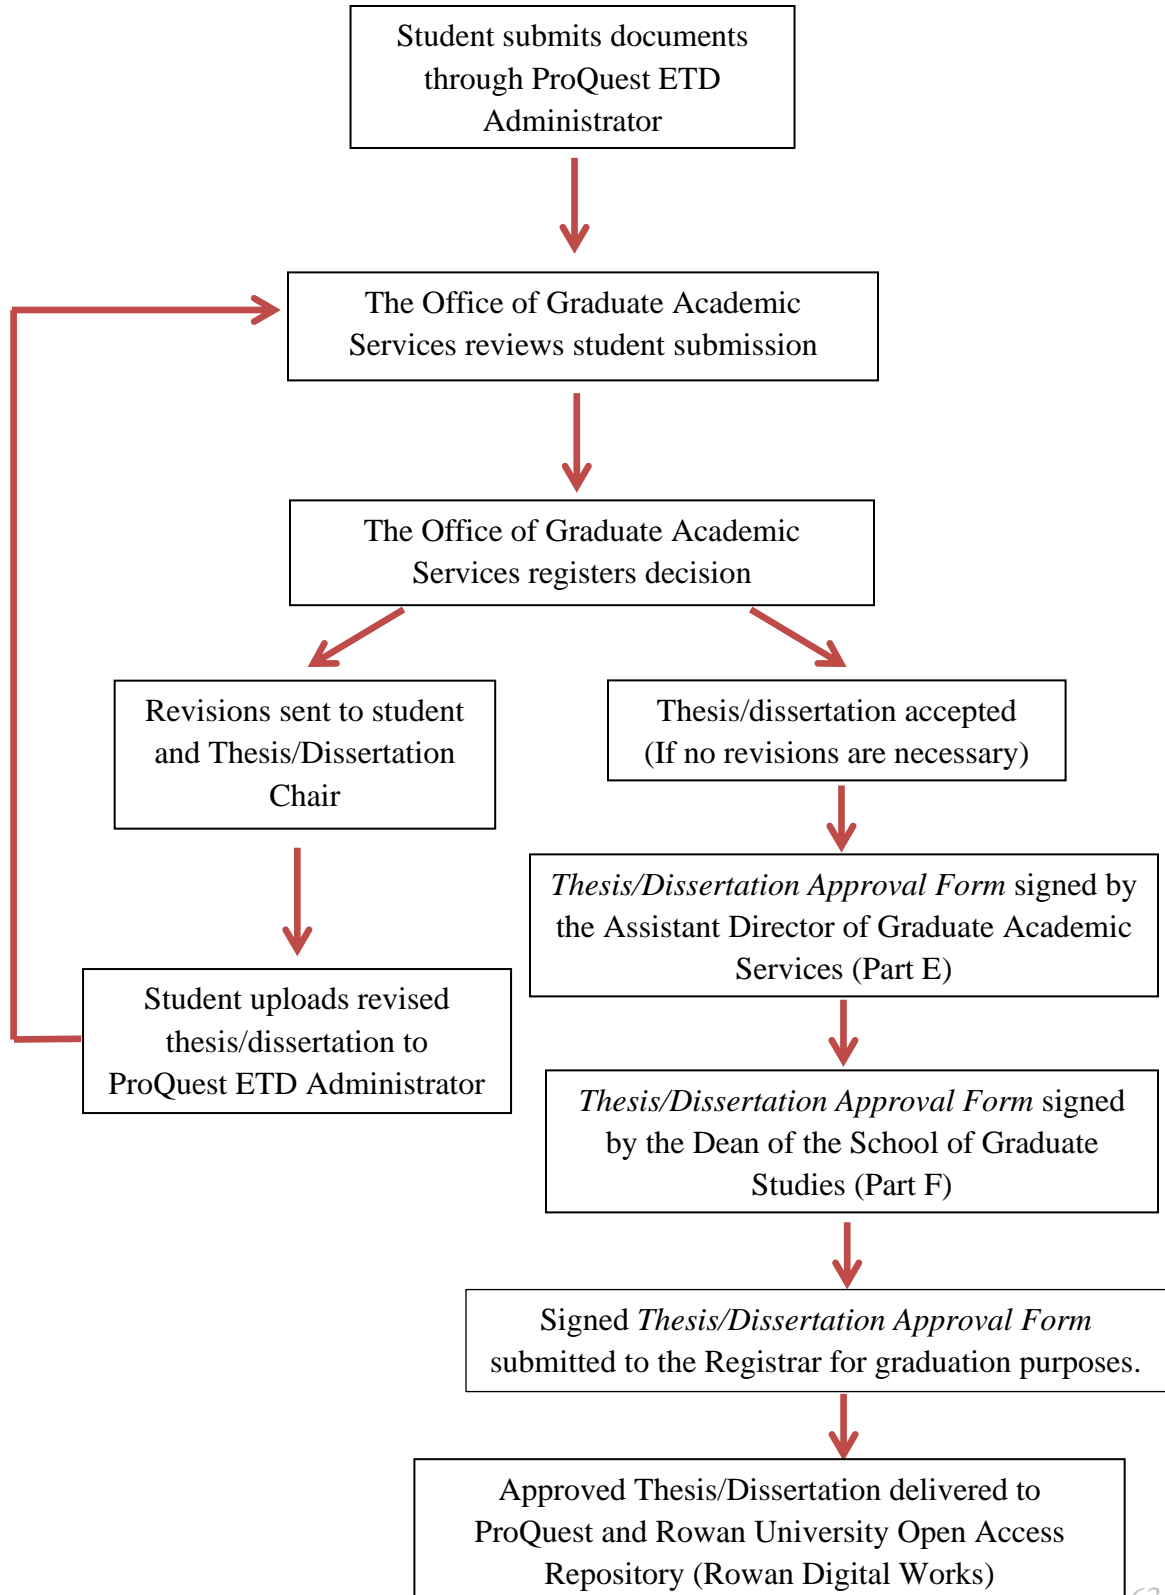 Student submits documents
through ProQuest ETD
Administrator
The Office of Graduate Academic
Services reviews student submission
The Office of Graduate Academic
Services registers decision
Revisions sent to student
and Thesis/Dissertation
Chair
Thesis/dissertation accepted
(If no revisions are necessary)
Student uploads revised
thesis/dissertation to
ProQuest ETD Administrator
Thesis/Dissertation Approval Form signed by
the Assistant Director of Graduate Academic
Services (Part E)
Thesis/Dissertation Approval Form signed
by the Dean of the School of Graduate
Studies (Part F)
Signed Thesis/Dissertation Approval Form
submitted to the Registrar for graduation purposes.
Approved Thesis/Dissertation delivered to
ProQuest and Rowan University Open Access
Repository (Rowan Digital Works)